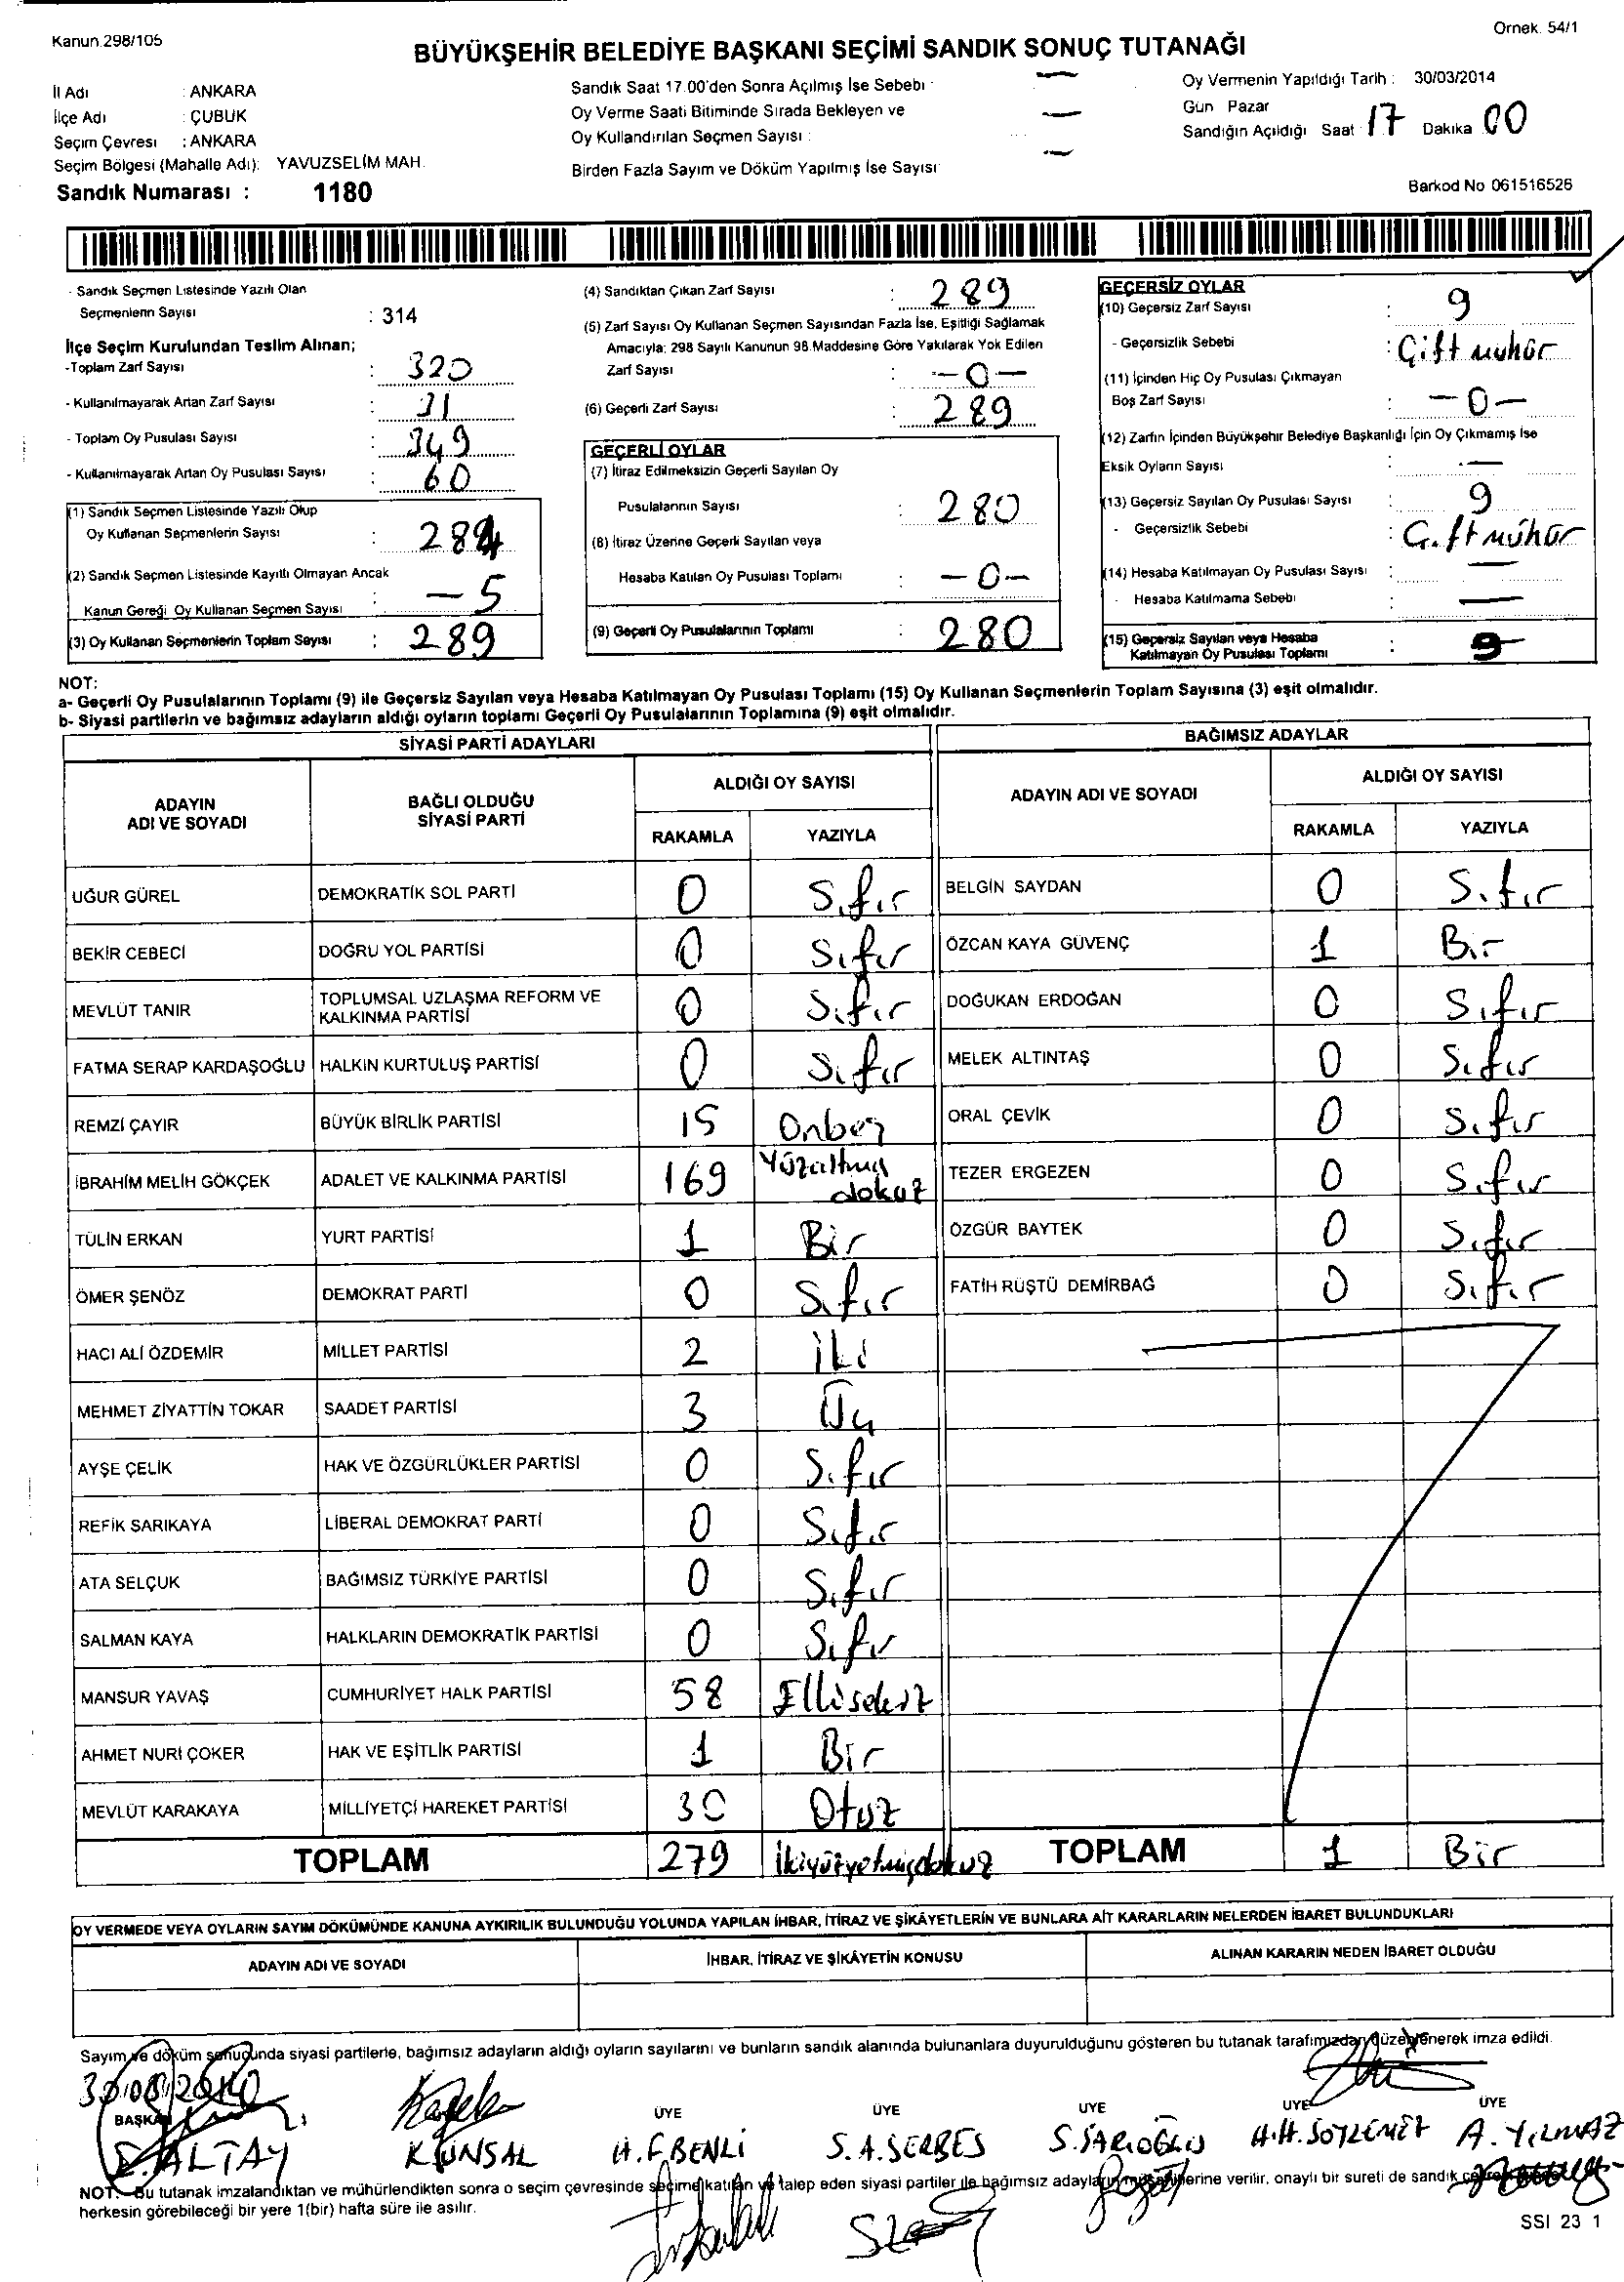 Kanun.298/105
Örnek. 54/1
BÜYÜKŞEHİR BELEDİYE BAŞKANI SEÇİMİ SANDIK SONUÇ TUTANAĞI
İl Adı : ANKARA
İlçe Adı : ÇUBUK
Seçim Çevresi : ANKARA
Seçim Bölgesi (Mahalle Adı): YAVUZSELİM MAH.
Sandık Numarası : 1180
Sandık Saat 17.00'den Sonra Açılmış İse Sebebi : —
Oy Verme Saati Bitiminde Sırada Bekleyen ve
Oy Kullandırılan Seçmen Sayısı : —
Birden Fazla Sayım ve Döküm Yapılmış İse Sayısı: —
Oy Vermenin Yapıldığı Tarih : 30/03/2014
Gün Pazar
Sandığın Açıldığı Saat 17 Dakika 00
Barkod No 061516526
- Sandık Seçmen Listesinde Yazılı Olan
Seçmenlerin Sayısı : 314
İlçe Seçim Kurulundan Teslim Alınan;
-Toplam Zarf Sayısı : 320
- Kullanılmayarak Artan Zarf Sayısı : 31
- Toplam Oy Pusulası Sayısı : 349
- Kullanılmayarak Artan Oy Pusulası Sayısı : 60
(1) Sandık Seçmen Listesinde Yazılı Olup
Oy Kullanan Seçmenlerin Sayısı : 284
(2) Sandık Seçmen Listesinde Kayıtlı Olmayan Ancak
Kanun Gereği Oy Kullanan Seçmen Sayısı : — 5
(3) Oy Kullanan Seçmenlerin Toplam Sayısı : 289
(4) Sandıktan Çıkan Zarf Sayısı : 289
(5) Zarf Sayısı Oy Kullanan Seçmen Sayısından Fazla İse, Eşitliği Sağlamak
Amacıyla; 298 Sayılı Kanunun 98.Maddesine Göre Yakılarak Yok Edilen
Zarf Sayısı : —0—
(6) Geçerli Zarf Sayısı : 289
GEÇERLİ OYLAR
(7) İtiraz Edilmeksizin Geçerli Sayılan Oy
Pusulalarının Sayısı : 280
(8) İtiraz Üzerine Geçerli Sayılan veya
Hesaba Katılan Oy Pusulası Toplamı : —0—
(9) Geçerli Oy Pusulalarının Toplamı : 280
GEÇERSİZ OYLAR
(10) Geçersiz Zarf Sayısı : 9
- Geçersizlik Sebebi : Çift mühür
(11) İçinden Hiç Oy Pusulası Çıkmayan
Boş Zarf Sayısı : —0—
(12) Zarfın İçinden Büyükşehir Belediye Başkanlığı İçin Oy Çıkmamış İse
Eksik Oyların Sayısı : —
(13) Geçersiz Sayılan Oy Pusulası Sayısı : 9
- Geçersizlik Sebebi : Çift mühür
(14) Hesaba Katılmayan Oy Pusulası Sayısı : —
- Hesaba Katılmama Sebebi : —
(15) Geçersiz Sayılan veya Hesaba
Katılmayan Oy Pusulası Toplamı : 9
NOT:
a- Geçerli Oy Pusulalarının Toplamı (9) ile Geçersiz Sayılan veya Hesaba Katılmayan Oy Pusulası Toplamı (15) Oy Kullanan Seçmenlerin Toplam Sayısına (3) eşit olmalıdır.
b- Siyasi partilerin ve bağımsız adayların aldığı oyların toplamı Geçerli Oy Pusulalarının Toplamına (9) eşit olmalıdır.
SİYASİ PARTİ ADAYLARI
ADAYIN ADI VE SOYADI BAĞLI OLDUĞU SİYASİ PARTİ ALDIĞI OY SAYISI
RAKAMLA YAZIYLA
UĞUR GÜREL DEMOKRATİK SOL PARTİ 0 Sıfır
BEKİR CEBECİ DOĞRU YOL PARTİSİ 0 Sıfır
MEVLÜT TANIR TOPLUMSAL UZLAŞMA REFORM VE KALKINMA PARTİSİ 0 Sıfır
FATMA SERAP KARDAŞOĞLU HALKIN KURTULUŞ PARTİSİ 0 Sıfır
REMZİ ÇAYIR BÜYÜK BİRLİK PARTİSİ 15 Onbeş
İBRAHİM MELİH GÖKÇEK ADALET VE KALKINMA PARTİSİ 169 Yüzaltmış dokuz
TÜLİN ERKAN YURT PARTİSİ 1 Bir
ÖMER ŞENÖZ DEMOKRAT PARTİ 0 Sıfır
HACI ALİ ÖZDEMİR MİLLET PARTİSİ 2 İki
MEHMET ZİYATTİN TOKAR SAADET PARTİSİ 3 Üç
AYŞE ÇELİK HAK VE ÖZGÜRLÜKLER PARTİSİ 0 Sıfır
REFİK SARIKAYA LİBERAL DEMOKRAT PARTİ 0 Sıfır
ATA SELÇUK BAĞIMSIZ TÜRKİYE PARTİSİ 0 Sıfır
SALMAN KAYA HALKLARIN DEMOKRATİK PARTİSİ 0 Sıfır
MANSUR YAVAŞ CUMHURİYET HALK PARTİSİ 58 Ellisekiz
AHMET NURİ ÇOKER HAK VE EŞİTLİK PARTİSİ 1 Bir
MEVLÜT KARAKAYA MİLLİYETÇİ HAREKET PARTİSİ 30 Otuz
TOPLAM 279 İkiyüzyetmişdokuz
BAĞIMSIZ ADAYLAR
ADAYIN ADI VE SOYADI ALDIĞI OY SAYISI
RAKAMLA YAZIYLA
BELGİN SAYDAN 0 Sıfır
ÖZCAN KAYA GÜVENÇ 1 Bir
DOĞUKAN ERDOĞAN 0 Sıfır
MELEK ALTINTAŞ 0 Sıfır
ORAL ÇEVİK 0 Sıfır
TEZER ERGEZEN 0 Sıfır
ÖZGÜR BAYTEK 0 Sıfır
FATİH RÜŞTÜ DEMİRBAĞ 0 Sıfır
TOPLAM 1 Bir
OY VERMEDE VEYA OYLARIN SAYIM DÖKÜMÜNDE KANUNA AYKIRILIK BULUNDUĞU YOLUNDA YAPILAN İHBAR, İTİRAZ VE ŞİKÂYETLERİN VE BUNLARA AİT KARARLARIN NELERDEN İBARET BULUNDUKLARI
ADAYIN ADI VE SOYADI İHBAR, İTİRAZ VE ŞİKÂYETİN KONUSU ALINAN KARARIN NEDEN İBARET OLDUĞU
Sayım ve döküm sonucunda siyasi partilerle, bağımsız adayların aldığı oyların sayılarını ve bunların sandık alanında bulunanlara duyurulduğunu gösteren bu tutanak tarafımızdan düzenlenerek imza edildi.
BAŞKAN ÜYE ÜYE ÜYE ÜYE ÜYE
ALTAY K.ÜNSAL H.F.BENLİ S.A.SERBES S.SARIOĞLU H.H.SÖYLEMEZ A.YILMAZ
NOT: Bu tutanak imzalandıktan ve mühürlendikten sonra o seçim çevresinde seçime katılan ve talep eden siyasi partiler ile bağımsız adayların müşahitlerine verilir, onaylı bir sureti de sandık
herkesin görebileceği bir yere 1(bir) hafta süre ile asılır.
SSI 23 1